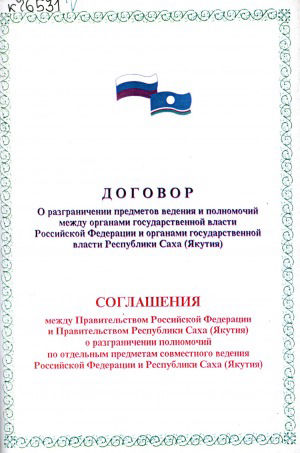 к76531
ДОГОВОР
О разграничении предметов ведения и полномочий
между органами государственной власти
Российской Федерации и органами государственной
власти Республики Саха (Якутия)
СОГЛАШЕНИЯ
между Правительством Российской Федерации
и Правительством Республики Саха (Якутия)
о разграничении полномочий
по отдельным предметам совместного ведения
Российской Федерации и Республики Саха (Якутия)